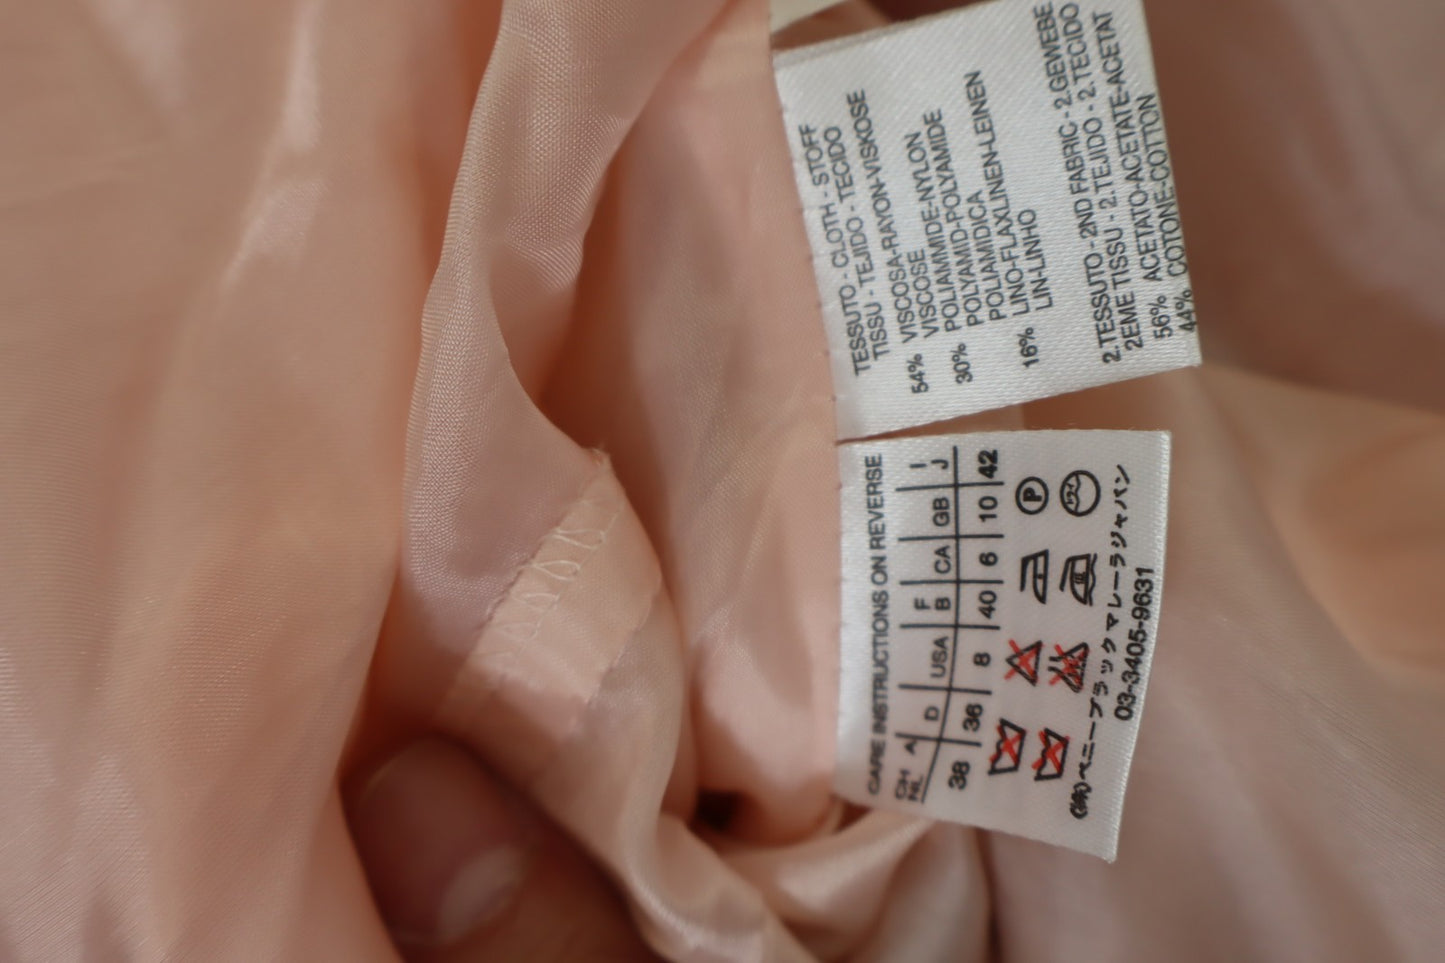 TESSUTO - CLOTH - STOFF
TISSU - TEJIDO - TECIDO
54% VISCOSA-RAYON-VISKOSE
VISCOSE
30% POLIAMMIDE-NYLON
POLYAMID-POLYAMIDE
POLIAMIDICA
16% LINO-FLAXLINEN-LEINEN
LIN-LINHO
2.TESSUTO - 2ND FABRIC - 2.GEWEBE
2EME TISSU - 2.TEJIDO - 2.TECIDO
56% ACETATO-ACETATE-ACETAT
44% COTONE-COTTON
CARE INSTRUCTIONS ON REVERSE
CH NL A D USA F B CA GB I J
38 36 8 40 6 10 42
P
(株)ベニーブラックマレーラジャパン
03-3405-9631